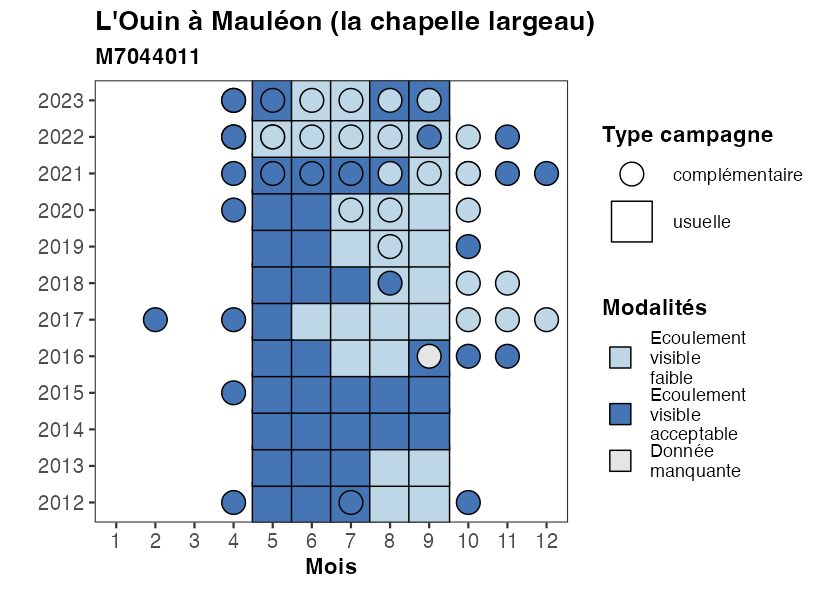 L'Ouin à Mauléon (la chapelle largeau)
M7044011
2023
2022
2021
2020
2019
2018
2017
2016
2015
2014
2013
2012
1 2 3 4 5 6 7 8 9 10 11 12
Mois
Type campagne
complémentaire
usuelle
Modalités
Ecoulement
visible
faible
Ecoulement
visible
acceptable
Donnée
manquante